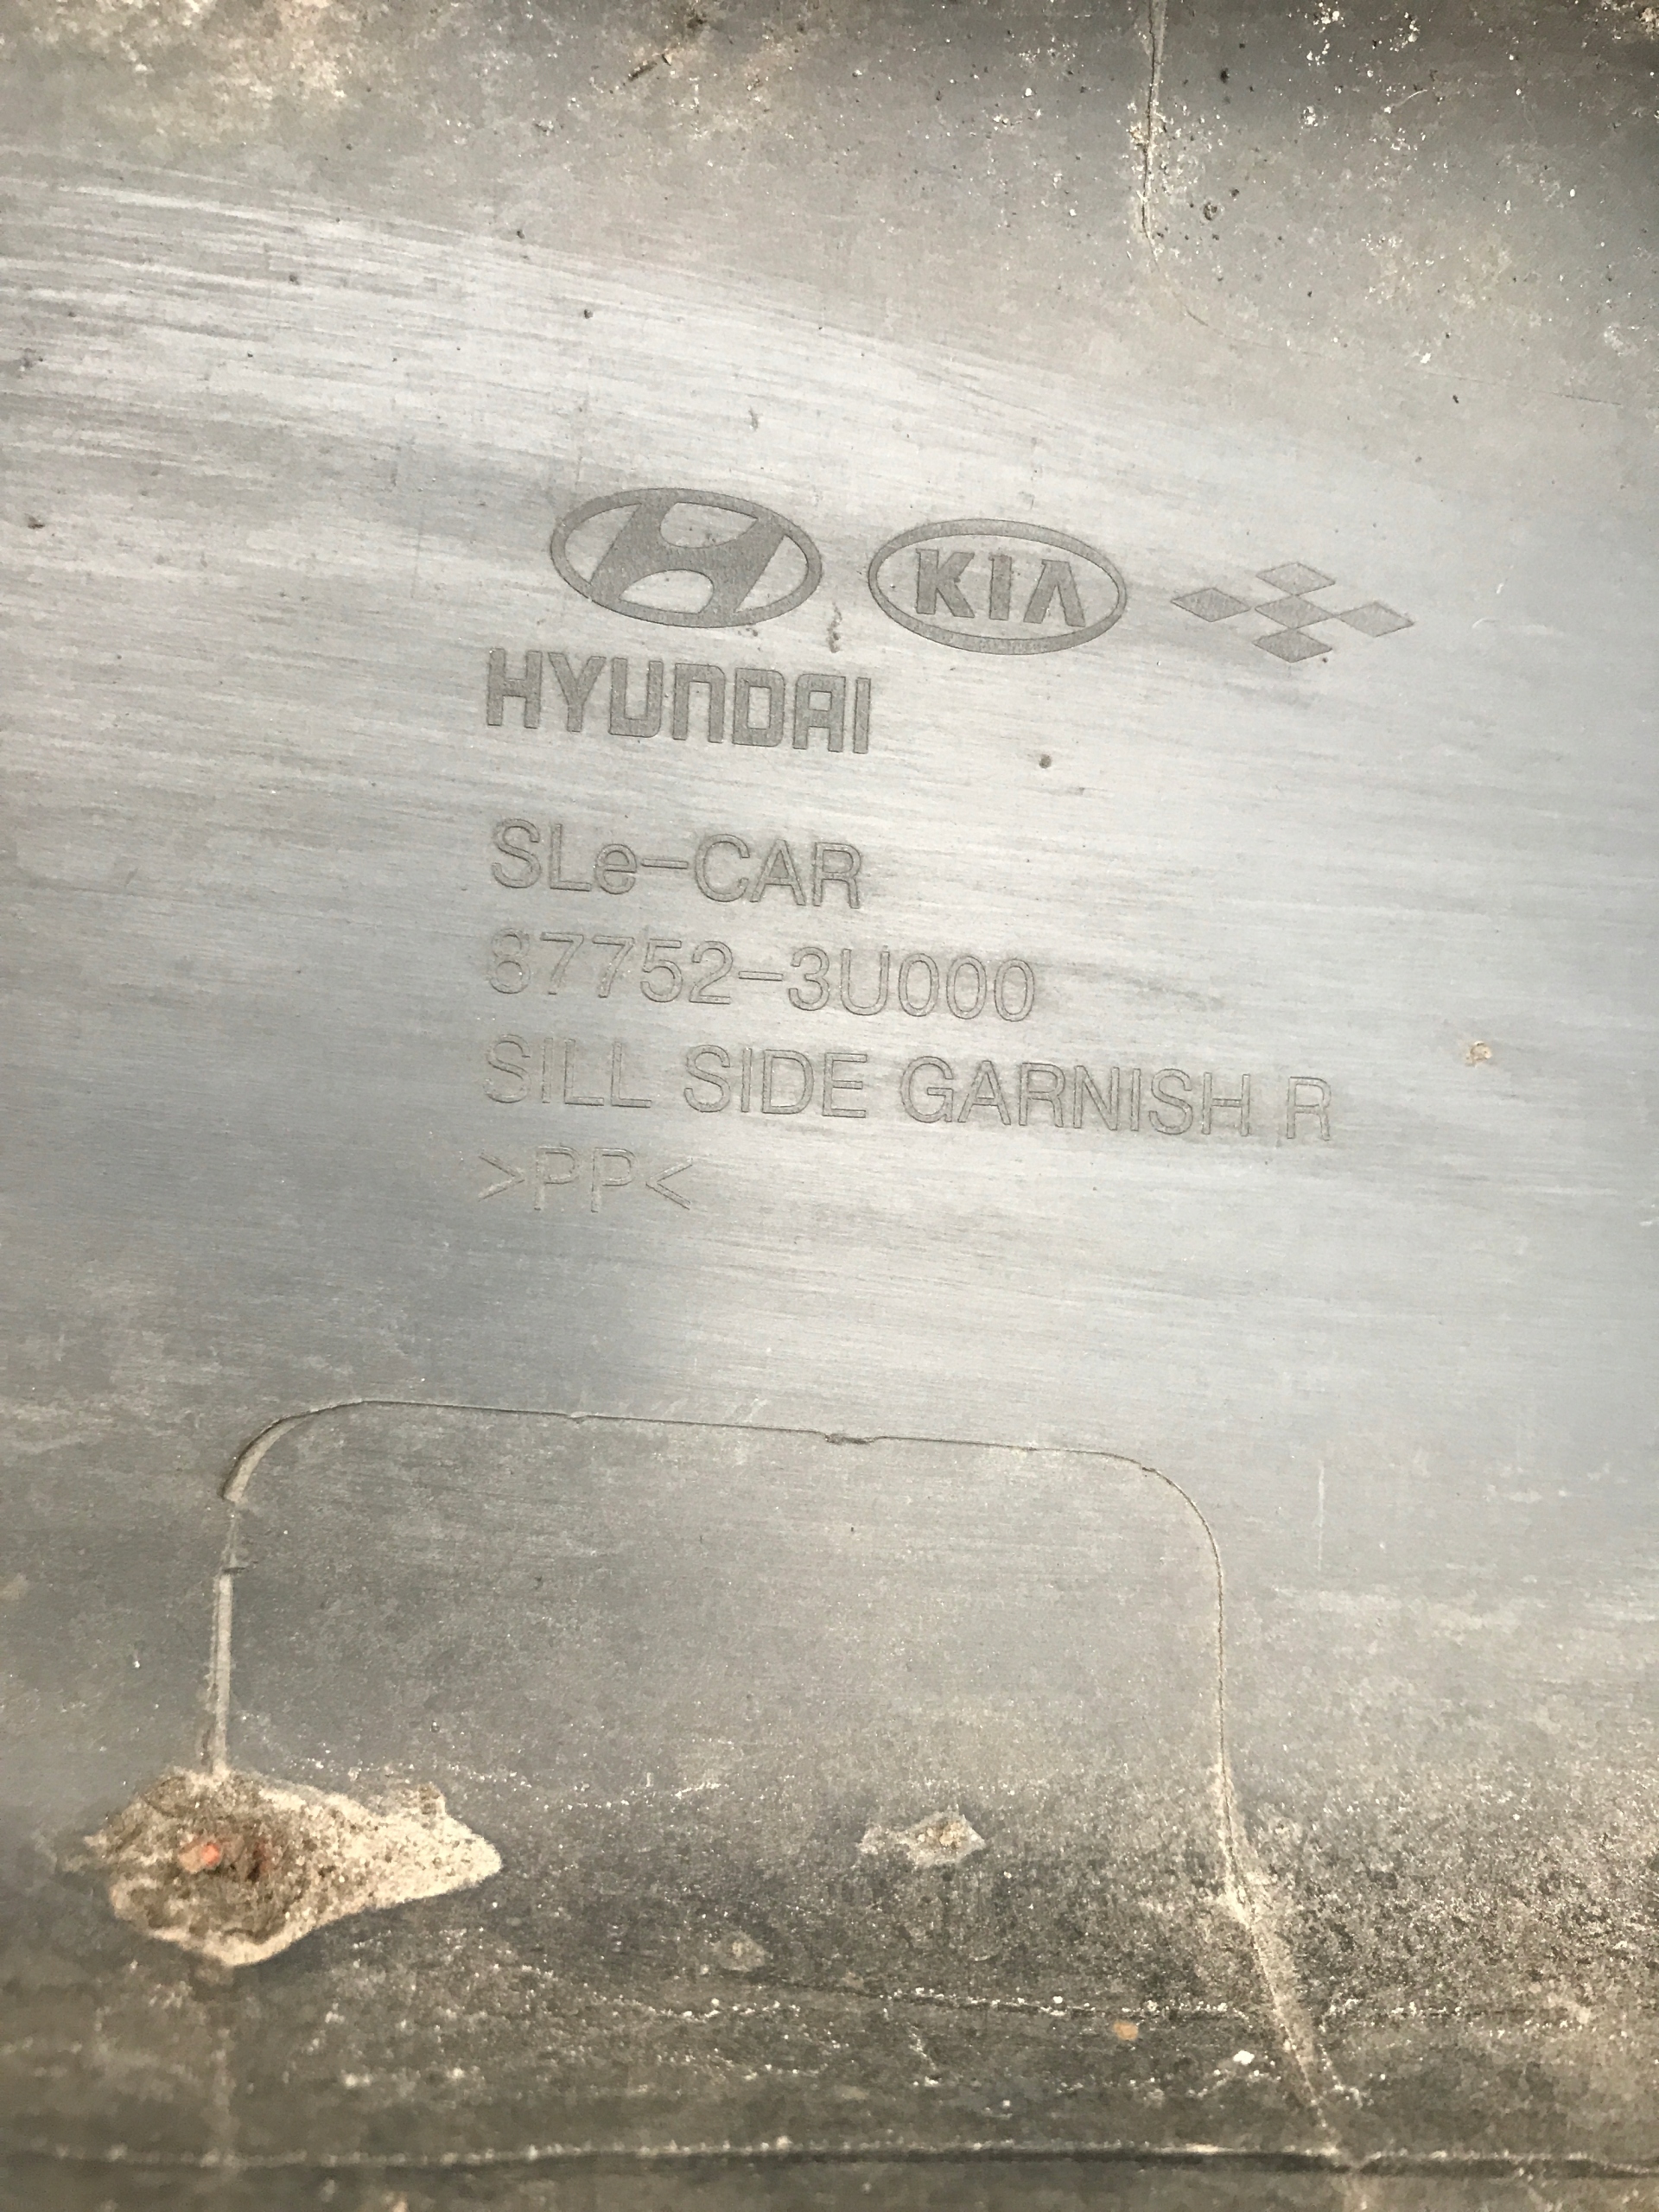 KIA
HYUNDAI
SLe-CAR
87752-3U000
SILL SIDE GARNISH R
>PP<